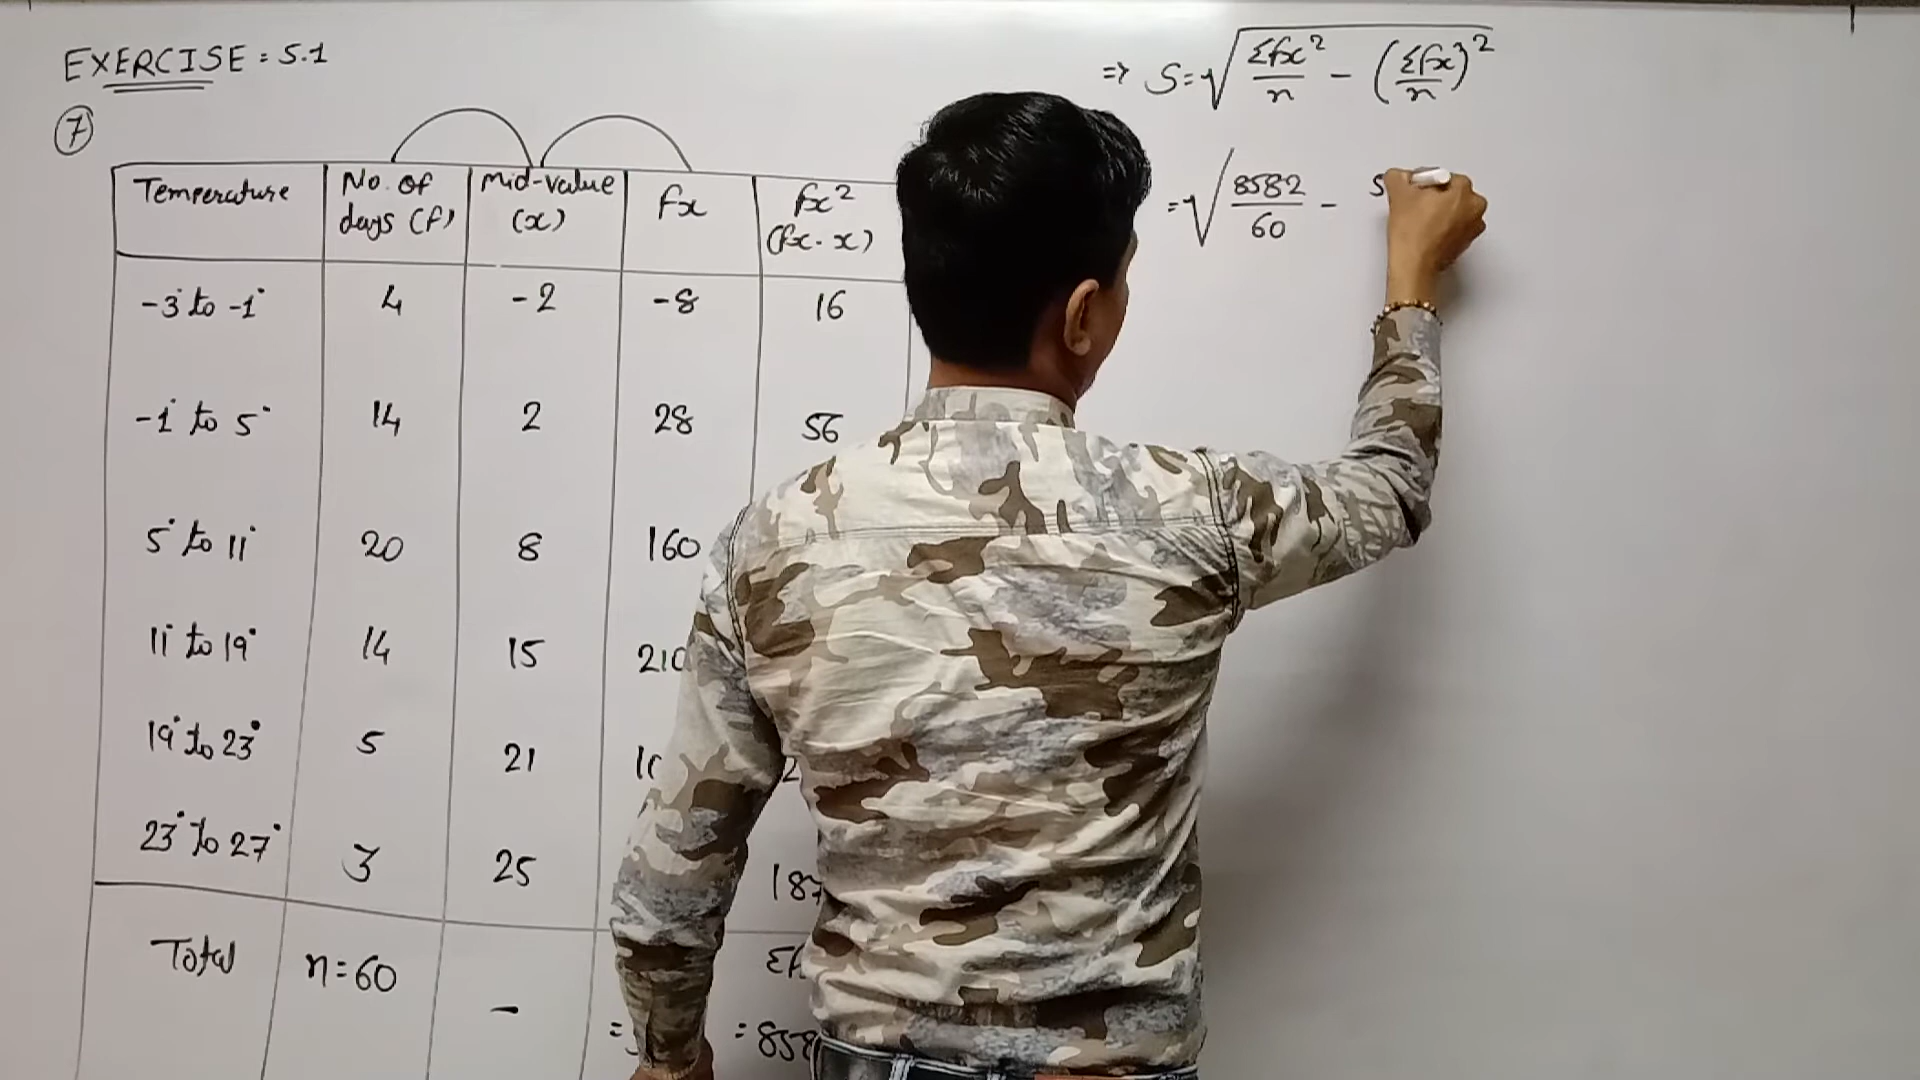 EXERCISE = 5.1
7
Temperature No. of days (f) Mid-value (x) fx fx² (fx·x)
-3° to -1° 4 -2 -8 16
-1° to 5° 14 2 28 56
5° to 11° 20 8 160
11° to 19° 14 15 210
19° to 23° 5 21
23° to 27° 3 25
Total n=60 -
⇒ S=√Σfx²/n - (Σfx/n)²
=√8582/60 -